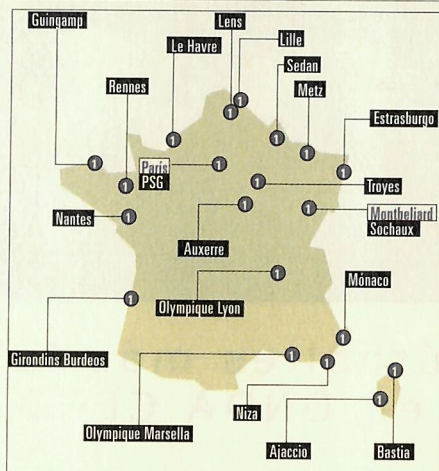 Guingamp
Lens
Lille
Le Havre
Sedan
Rennes
Metz
Estrasburgo
1
1
1
1
1
1
1
1
París
PSG
1
1
1
Troyes
Nantes
1
1
1
Montbeliard
Sochaux
Auxerre
1
Mónaco
Olympique Lyon
1
1
Girondins Burdeos
1
1
1
1
Niza
Olympique Marsella
Ajaccio
Bastia